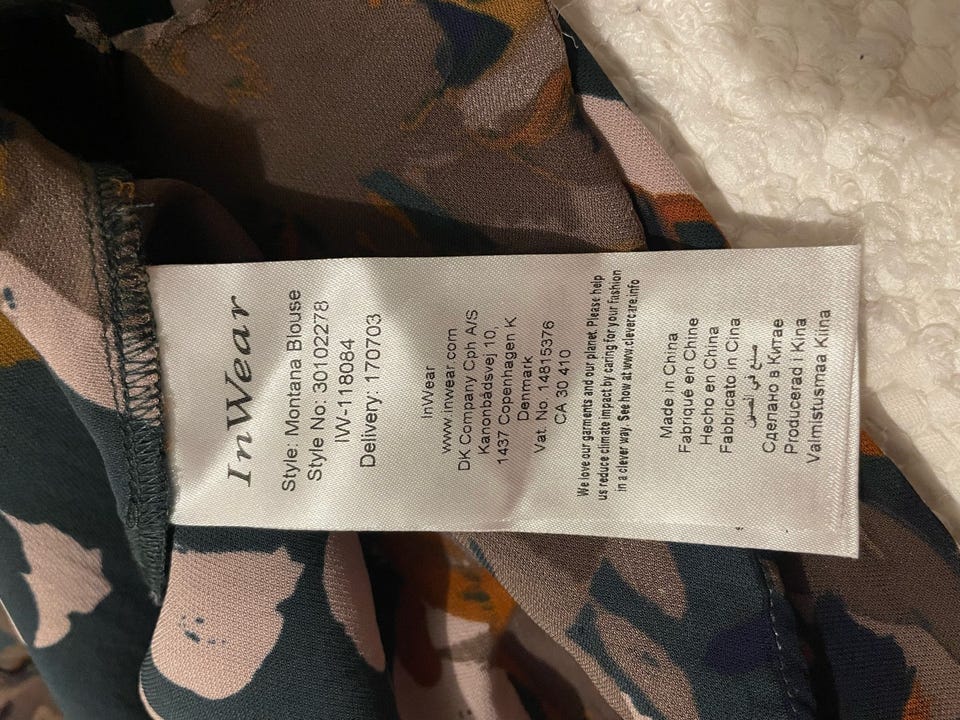 InWear
Style: Montana Blouse
Style No: 30102278
IW-118084
Delivery: 170703
InWear
www.inwear.com
DK Company Cph A/S
Kanonbådsvej 10,
1437 Copenhagen K
Denmark
Vat. No. 14815376
CA 30 410
We love our garments and our planet. Please help
us reduce climate impact by caring for your fashion
in a clever way. See how at www.clevercare.info
Made in China
Fabriqué en Chine
Hecho en China
Fabbricato in Cina
صنع في الصين
Сделано в Китае
Producerad i Kina
Valmistusmaa Kiina